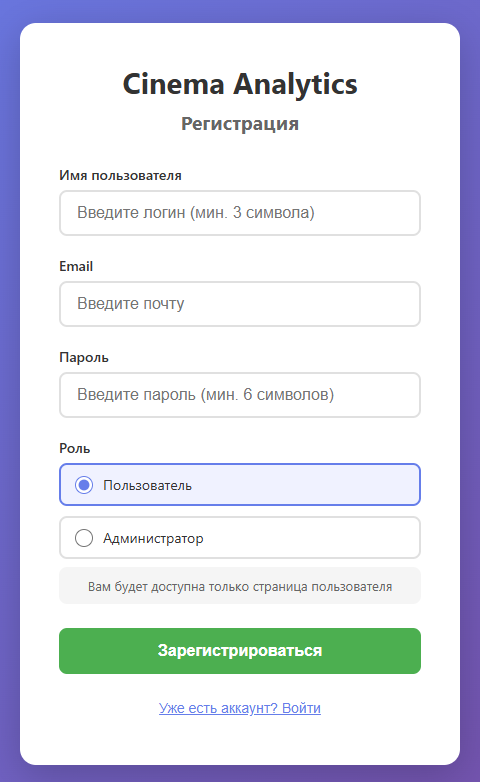 Cinema Analytics
Регистрация
Имя пользователя
Введите логин (мин. 3 символа)
Email
Введите почту
Пароль
Введите пароль (мин. 6 символов)
Роль
Пользователь
Администратор
Вам будет доступна только страница пользователя
Зарегистрироваться
Уже есть аккаунт? Войти